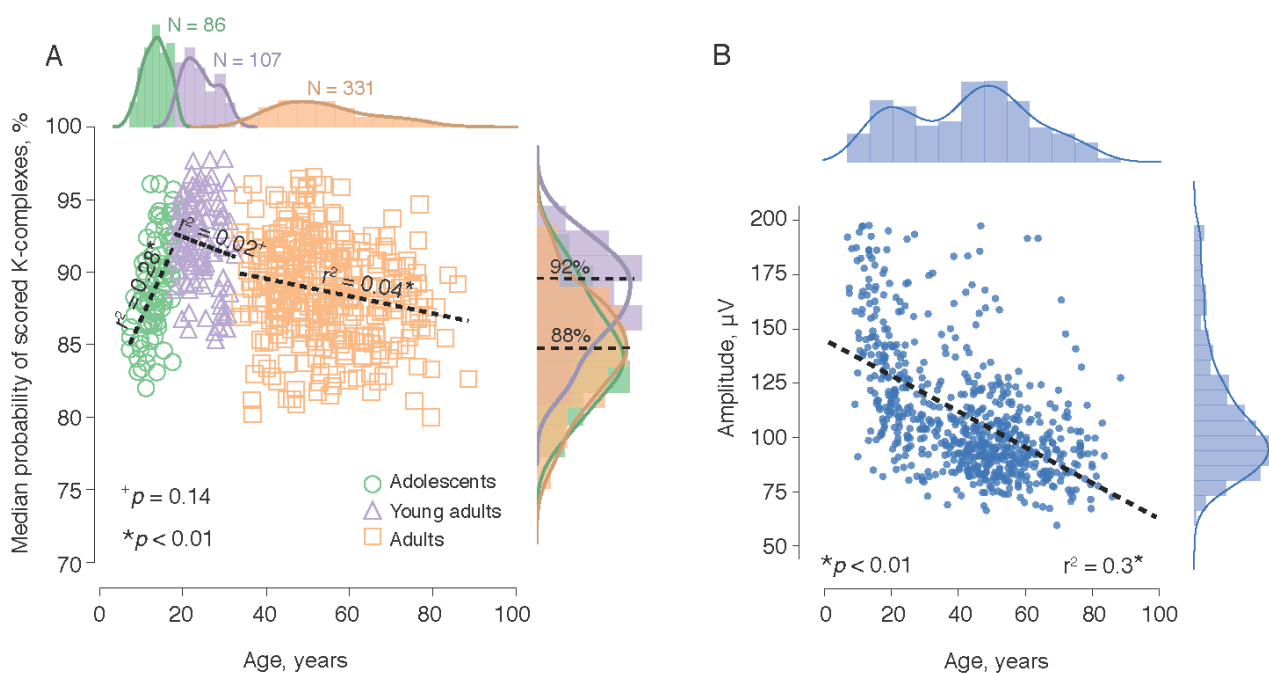 A
N = 86
N = 107
N = 331
Median probability of scored K-complexes, %
100
95
90
85
80
75
70
r² = 0.28*
r² = 0.02⁺
r² = 0.04*
92%
88%
⁺p = 0.14
*p < 0.01
Adolescents
Young adults
Adults
0 20 40 60 80 100
Age, years
B
Amplitude, µV
200
175
150
125
100
75
50
*p < 0.01
r² = 0.3*
0 20 40 60 80 100
Age, years